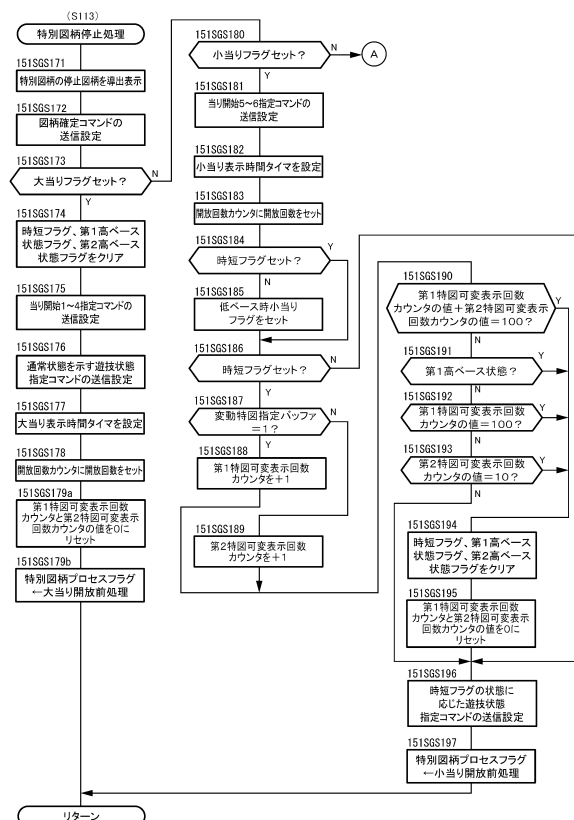 (S113)
特別図柄停止処理
151SGS171
特別図柄の停止図柄を導出表示
151SGS172
図柄確定コマンドの
送信設定
151SGS173
大当りフラグセット？
N
Y
151SGS174
時短フラグ、第1高ベース
状態フラグ、第2高ベース
状態フラグをクリア
151SGS175
当り開始1～4指定コマンドの
送信設定
151SGS176
通常状態を示す遊技状態
指定コマンドの送信設定
151SGS177
大当り表示時間タイマを設定
151SGS178
開放回数カウンタに開放回数をセット
151SGS179a
第1特図可変表示回数
カウンタと第2特図可変表示
回数カウンタの値を0に
リセット
151SGS179b
特別図柄プロセスフラグ
←大当り開放前処理
リターン
151SGS180
小当りフラグセット？
N
A
Y
151SGS181
当り開始5～6指定コマンドの
送信設定
151SGS182
小当り表示時間タイマを設定
151SGS183
開放回数カウンタに開放回数をセット
151SGS184
時短フラグセット？
Y
N
151SGS185
低ベース時小当り
フラグをセット
151SGS186
時短フラグセット？
N
Y
151SGS187
変動特図指定バッファ
＝1？
N
Y
151SGS188
第1特図可変表示回数
カウンタを+1
151SGS189
第2特図可変表示回数
カウンタを+1
151SGS190
第1特図可変表示回数
カウンタの値＋第2特図可変表示
回数カウンタの値＝100？
Y
N
151SGS191
第1高ベース状態？
Y
N
151SGS192
第1特図可変表示回数
カウンタの値＝100？
Y
N
151SGS193
第2特図可変表示回数
カウンタの値＝10？
Y
N
151SGS194
時短フラグ、第1高ベース
状態フラグ、第2高ベース
状態フラグをクリア
151SGS195
第1特図可変表示回数
カウンタと第2特図可変表示
回数カウンタの値を0に
リセット
151SGS196
時短フラグの状態に
応じた遊技状態
指定コマンドの送信設定
151SGS197
特別図柄プロセスフラグ
←小当り開放前処理